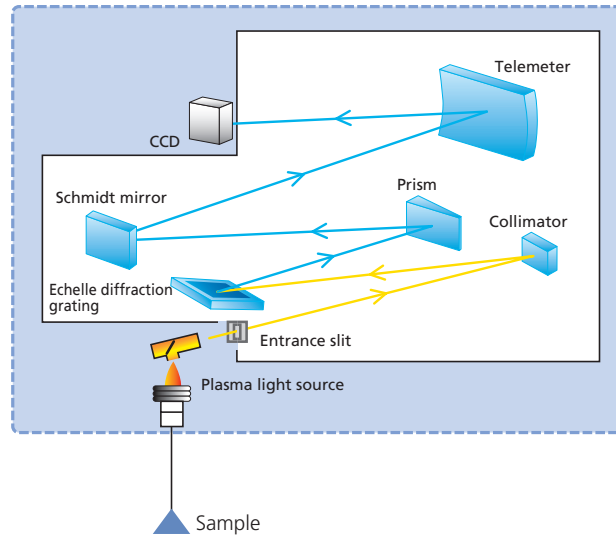 Telemeter
CCD
Prism
Schmidt mirror
Collimator
Echelle diffraction
grating
Entrance slit
Plasma light source
Sample